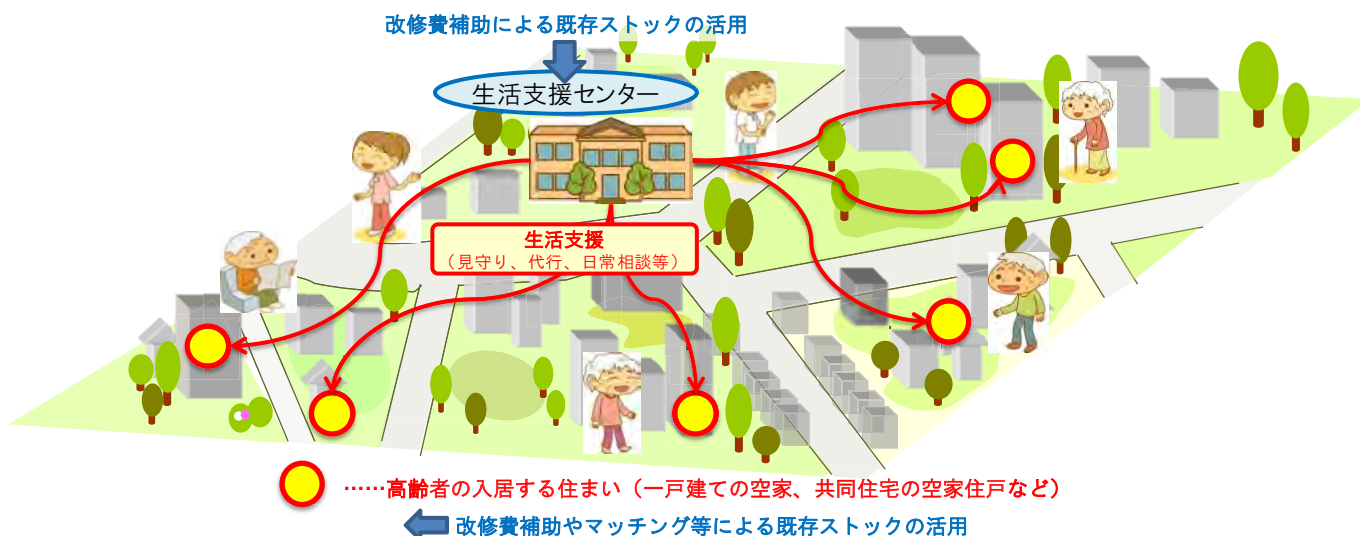 改修費補助による既存ストックの活用
生活支援センター
生活支援
（見守り、代行、日常相談等）
……高齢者の入居する住まい（一戸建ての空家、共同住宅の空家住戸など）
改修費補助やマッチング等による既存ストックの活用